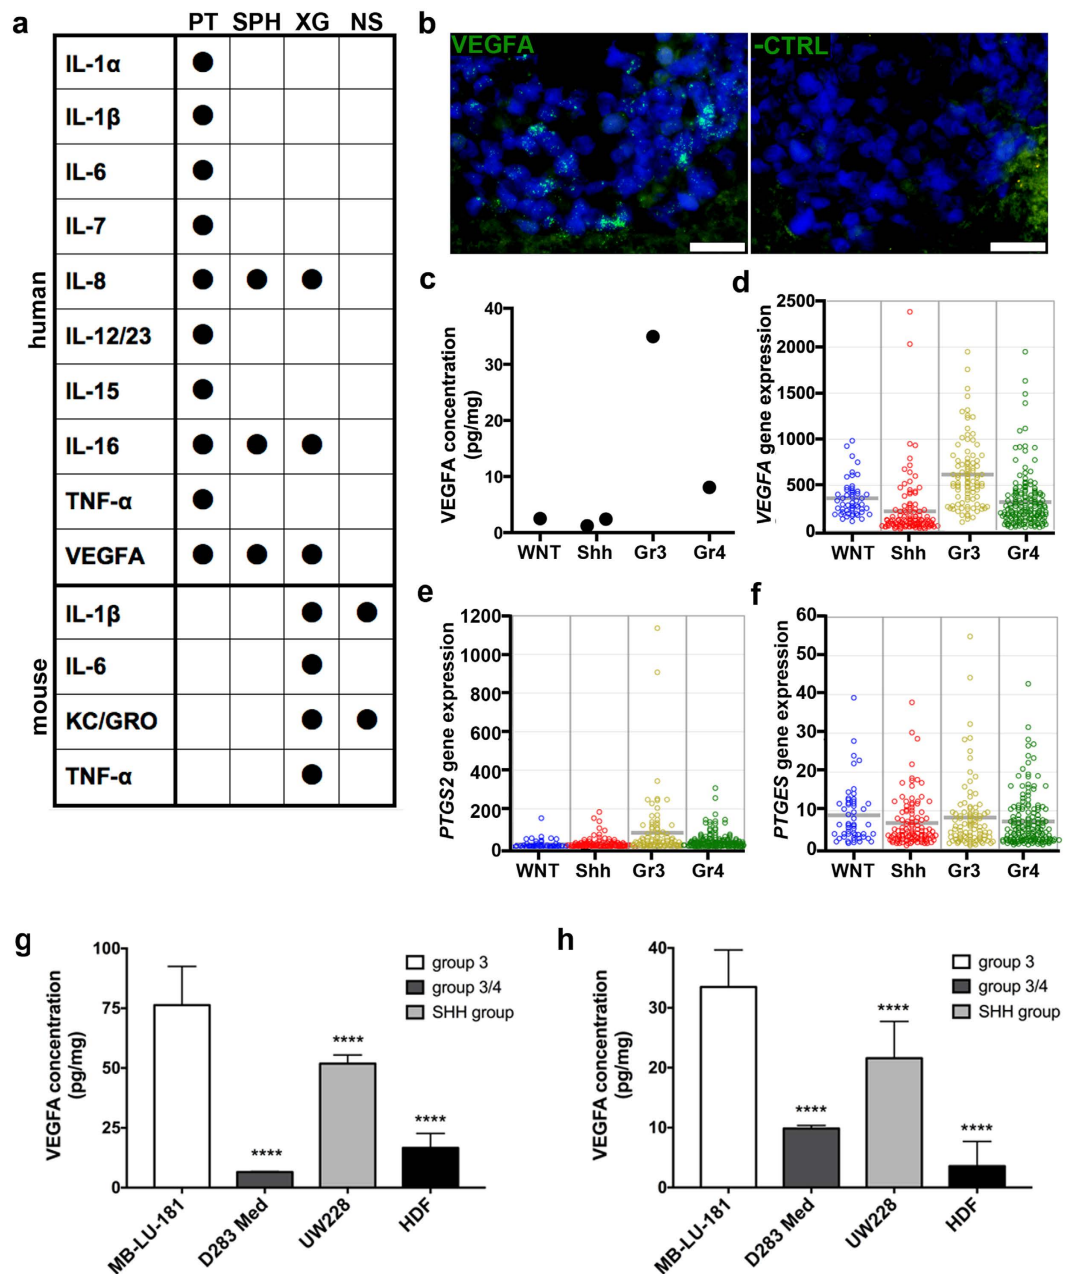 a
PT SPH XG NS
human
IL-1α
IL-1β
IL-6
IL-7
IL-8
IL-12/23
IL-15
IL-16
TNF-α
VEGFA
mouse
IL-1β
IL-6
KC/GRO
TNF-α
b
VEGFA
-CTRL
c
VEGFA concentration
(pg/mg)
40
30
20
10
0
WNT Shh Gr3 Gr4
d
VEGFA gene expression
2500
2000
1500
1000
500
0
WNT Shh Gr3 Gr4
e
PTGS2 gene expression
1200
1000
800
600
400
200
0
WNT Shh Gr3 Gr4
f
PTGES gene expression
60
50
40
30
20
10
0
WNT Shh Gr3 Gr4
g
VEGFA concentration
(pg/mg)
100
75
50
25
0
group 3
group 3/4
SHH group
****
****
****
MB-LU-181
D283 Med
UW228
HDF
h
VEGFA concentration
(pg/mg)
40
30
20
10
0
group 3
group 3/4
SHH group
****
****
****
MB-LU-181
D283 Med
UW228
HDF